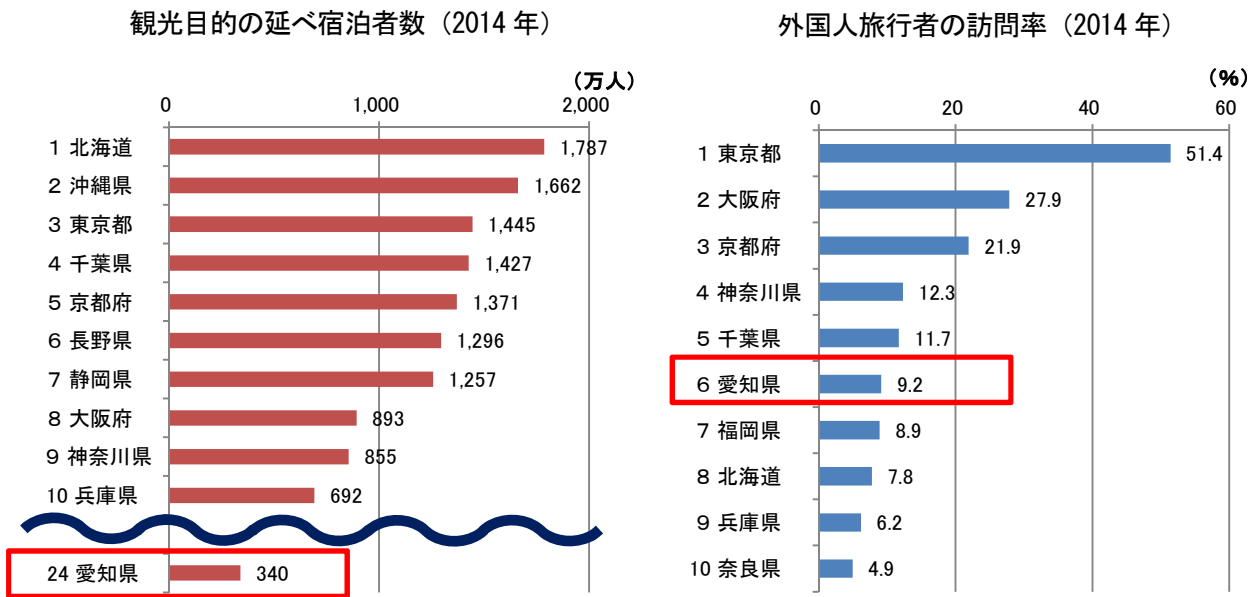 観光目的の延べ宿泊者数（2014 年）
（万人）
0 1,000 2,000
1 北海道 1,787
2 沖縄県 1,662
3 東京都 1,445
4 千葉県 1,427
5 京都府 1,371
6 長野県 1,296
7 静岡県 1,257
8 大阪府 893
9 神奈川県 855
10 兵庫県 692
24 愛知県 340
外国人旅行者の訪問率（2014 年）
（%）
0 20 40 60
1 東京都 51.4
2 大阪府 27.9
3 京都府 21.9
4 神奈川県 12.3
5 千葉県 11.7
6 愛知県 9.2
7 福岡県 8.9
8 北海道 7.8
9 兵庫県 6.2
10 奈良県 4.9